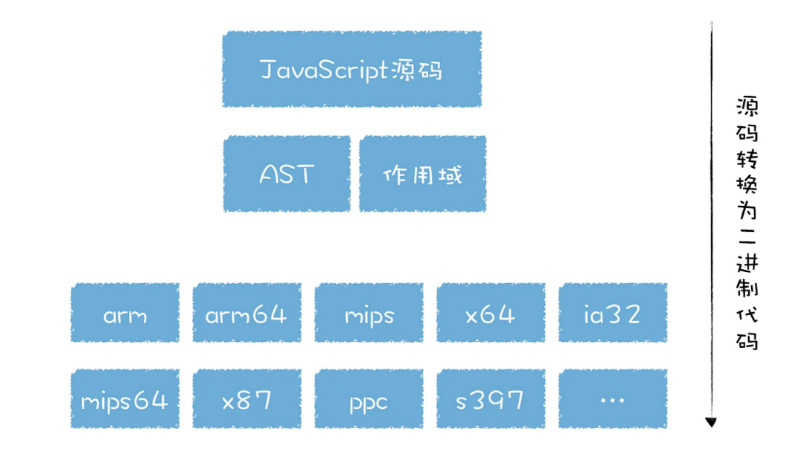 JavaScript源码
AST
作用域
arm
arm64
mips
x64
ia32
mips64
x87
ppc
s397
…
源码转换为二进制代码